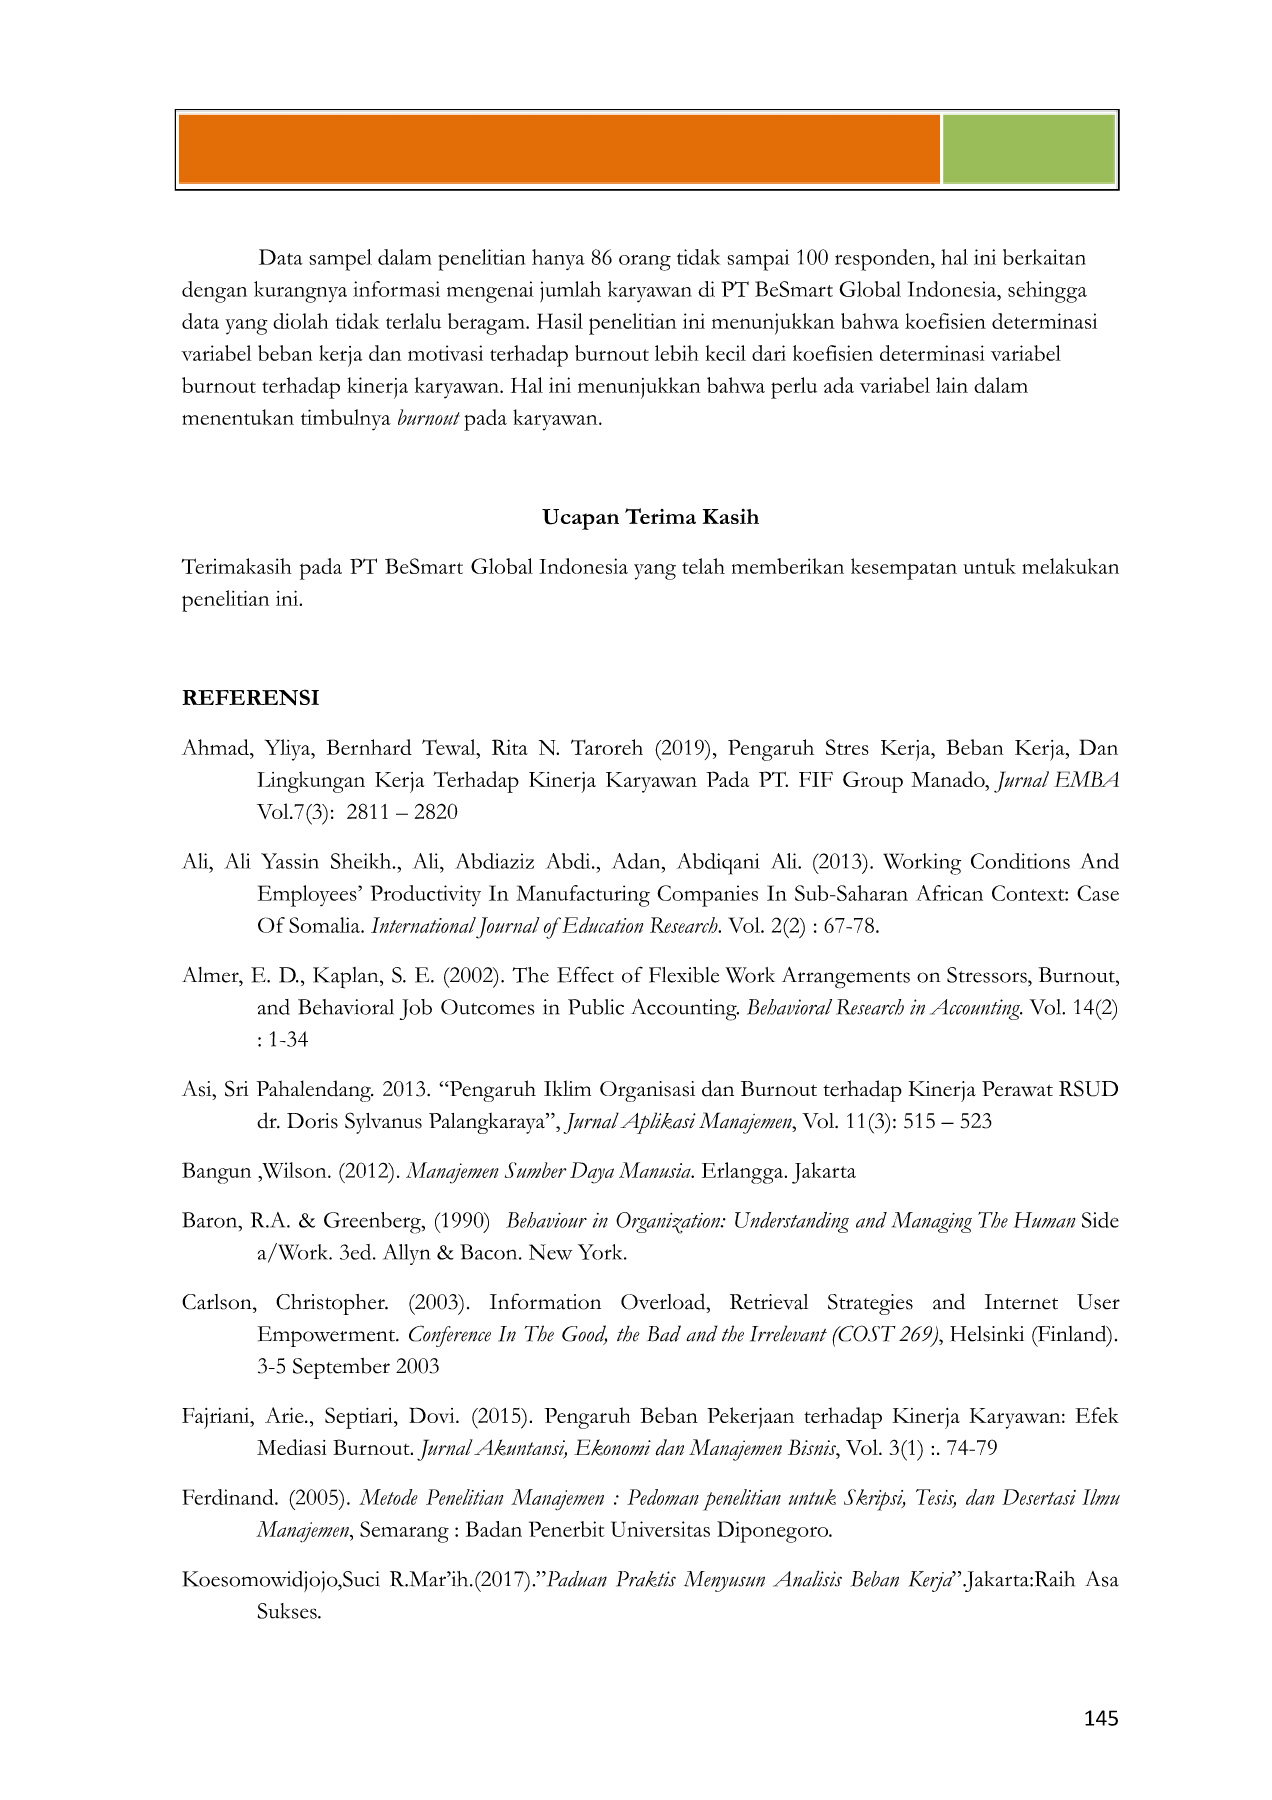 Data sampel dalam penelitian hanya 86 orang tidak sampai 100 responden, hal ini berkaitan
dengan kurangnya informasi mengenai jumlah karyawan di PT BeSmart Global Indonesia, sehingga
data yang diolah tidak terlalu beragam. Hasil penelitian ini menunjukkan bahwa koefisien determinasi
variabel beban kerja dan motivasi terhadap burnout lebih kecil dari koefisien determinasi variabel
burnout terhadap kinerja karyawan. Hal ini menunjukkan bahwa perlu ada variabel lain dalam
menentukan timbulnya burnout pada karyawan.
Ucapan Terima Kasih
Terimakasih pada PT BeSmart Global Indonesia yang telah memberikan kesempatan untuk melakukan
penelitian ini.
REFERENSI
Ahmad, Yliya, Bernhard Tewal, Rita N. Taroreh (2019), Pengaruh Stres Kerja, Beban Kerja, Dan
Lingkungan Kerja Terhadap Kinerja Karyawan Pada PT. FIF Group Manado, Jurnal EMBA
Vol.7(3): 2811 – 2820
Ali, Ali Yassin Sheikh., Ali, Abdiaziz Abdi., Adan, Abdiqani Ali. (2013). Working Conditions And
Employees’ Productivity In Manufacturing Companies In Sub-Saharan African Context: Case
Of Somalia. International Journal of Education Research. Vol. 2(2) : 67-78.
Almer, E. D., Kaplan, S. E. (2002). The Effect of Flexible Work Arrangements on Stressors, Burnout,
and Behavioral Job Outcomes in Public Accounting. Behavioral Research in Accounting. Vol. 14(2)
: 1-34
Asi, Sri Pahalendang. 2013. “Pengaruh Iklim Organisasi dan Burnout terhadap Kinerja Perawat RSUD
dr. Doris Sylvanus Palangkaraya”, Jurnal Aplikasi Manajemen, Vol. 11(3): 515 – 523
Bangun ,Wilson. (2012). Manajemen Sumber Daya Manusia. Erlangga. Jakarta
Baron, R.A. & Greenberg, (1990) Behaviour in Organization: Understanding and Managing The Human Side
a/Work. 3ed. Allyn & Bacon. New York.
Carlson, Christopher. (2003). Information Overload, Retrieval Strategies and Internet User
Empowerment. Conference In The Good, the Bad and the Irrelevant (COST 269), Helsinki (Finland).
3-5 September 2003
Fajriani, Arie., Septiari, Dovi. (2015). Pengaruh Beban Pekerjaan terhadap Kinerja Karyawan: Efek
Mediasi Burnout. Jurnal Akuntansi, Ekonomi dan Manajemen Bisnis, Vol. 3(1) :. 74-79
Ferdinand. (2005). Metode Penelitian Manajemen : Pedoman penelitian untuk Skripsi, Tesis, dan Desertasi Ilmu
Manajemen, Semarang : Badan Penerbit Universitas Diponegoro.
Koesomowidjojo,Suci R.Mar’ih.(2017).”Paduan Praktis Menyusun Analisis Beban Kerja”.Jakarta:Raih Asa
Sukses.
145